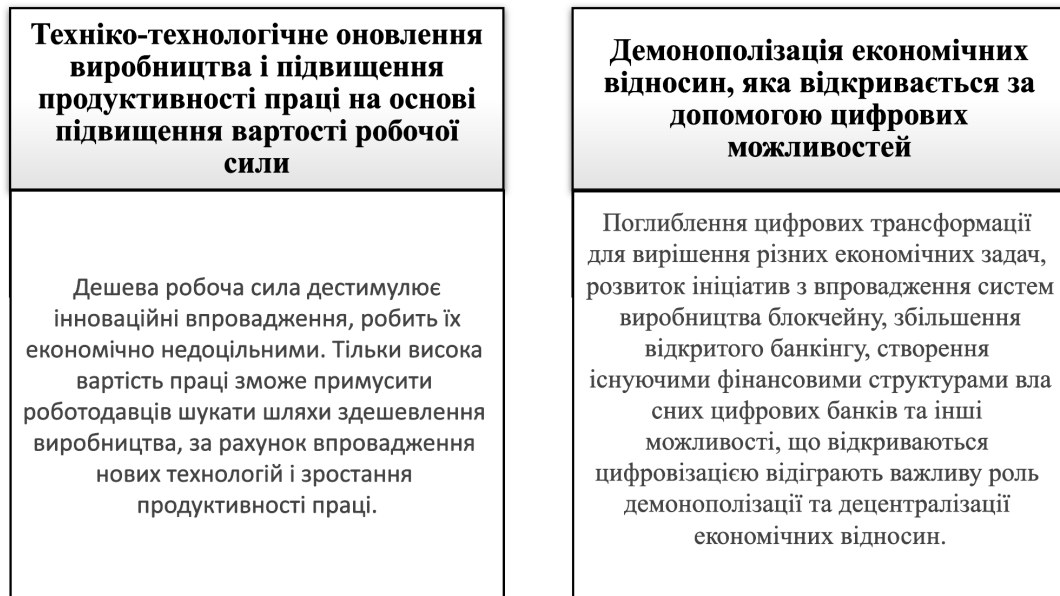 Техніко-технологічне оновлення
виробництва і підвищення
продуктивності праці на основі
підвищення вартості робочої
сили
Дешева робоча сила дестимулює
інноваційні впровадження, робить їх
економічно недоцільними. Тільки висока
вартість праці зможе примусити
роботодавців шукати шляхи здешевлення
виробництва, за рахунок впровадження
нових технологій і зростання
продуктивності праці.
Демонополізація економічних
відносин, яка відкривається за
допомогою цифрових
можливостей
Поглиблення цифрових трансформації
для вирішення різних економічних задач,
розвиток ініціатив з впровадження систем
виробництва блокчейну, збільшення
відкритого банкінгу, створення
існуючими фінансовими структурами вла
сних цифрових банків та інші
можливості, що відкриваються
цифровізацією відіграють важливу роль
демонополізації та децентралізації
економічних відносин.